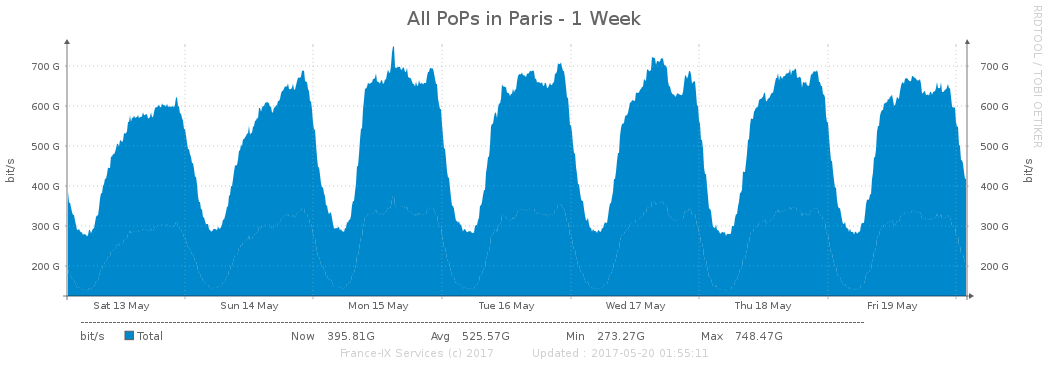 All PoPs in Paris - 1 Week
RRDTOOL / TOBI OETIKER
bit/s
700 G
600 G
500 G
400 G
300 G
200 G
700 G
600 G
500 G
400 G
300 G
200 G
bit/s
Sat 13 May Sun 14 May Mon 15 May Tue 16 May Wed 17 May Thu 18 May Fri 19 May
bit/s Total Now 395.81G Avg 525.57G Min 273.27G Max 748.47G
France-IX Services (c) 2017 Updated : 2017-05-20 01:55:11